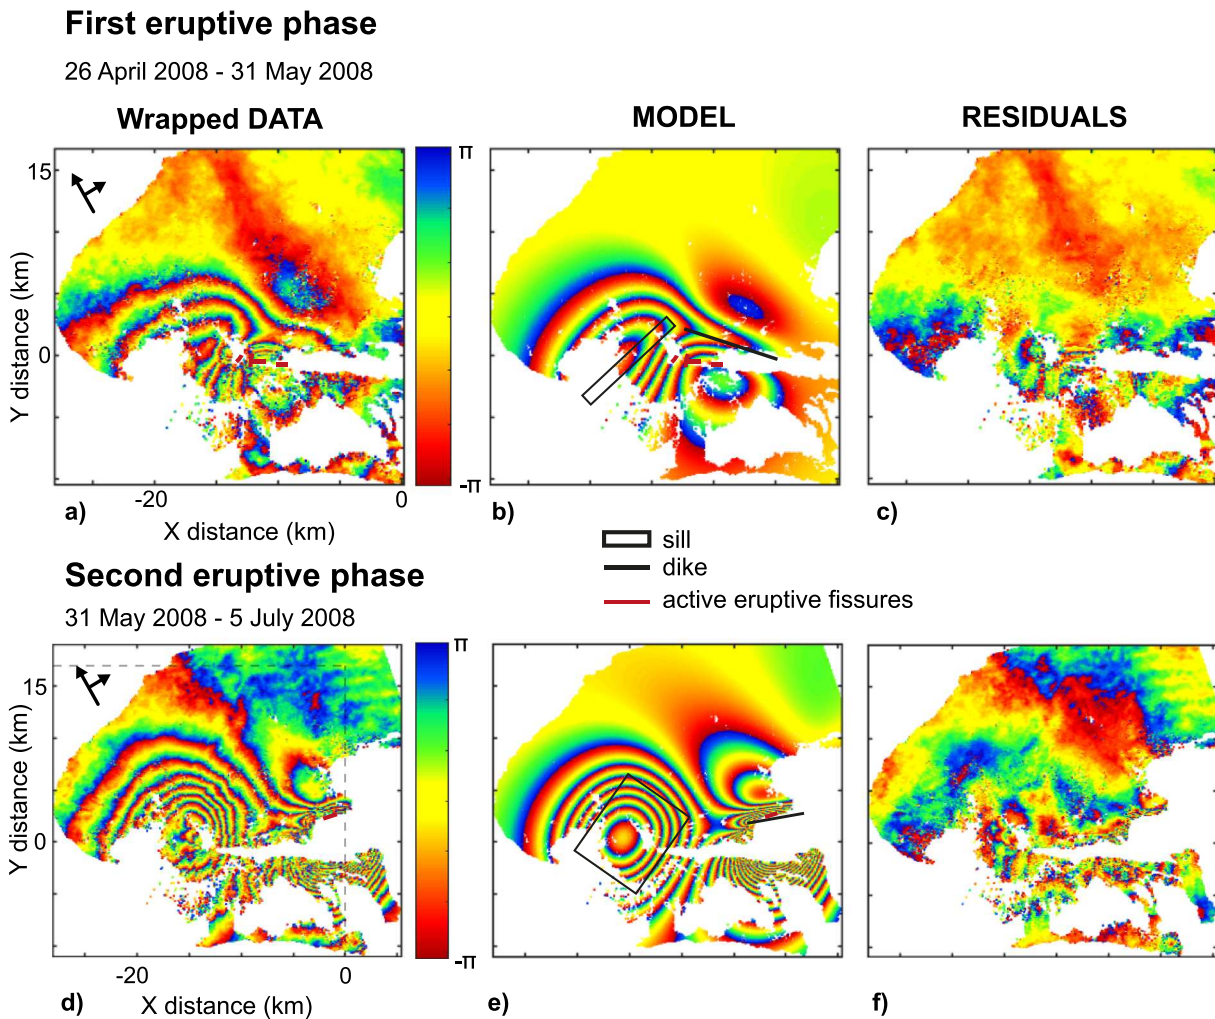 First eruptive phase
26 April 2008 - 31 May 2008
Wrapped DATA
MODEL
RESIDUALS
π
15
Y distance (km)
0
-π
-20
0
a)
X distance (km)
b)
c)
sill
dike
active eruptive fissures
Second eruptive phase
31 May 2008 - 5 July 2008
π
15
Y distance (km)
0
-π
-20
0
d)
X distance (km)
e)
f)